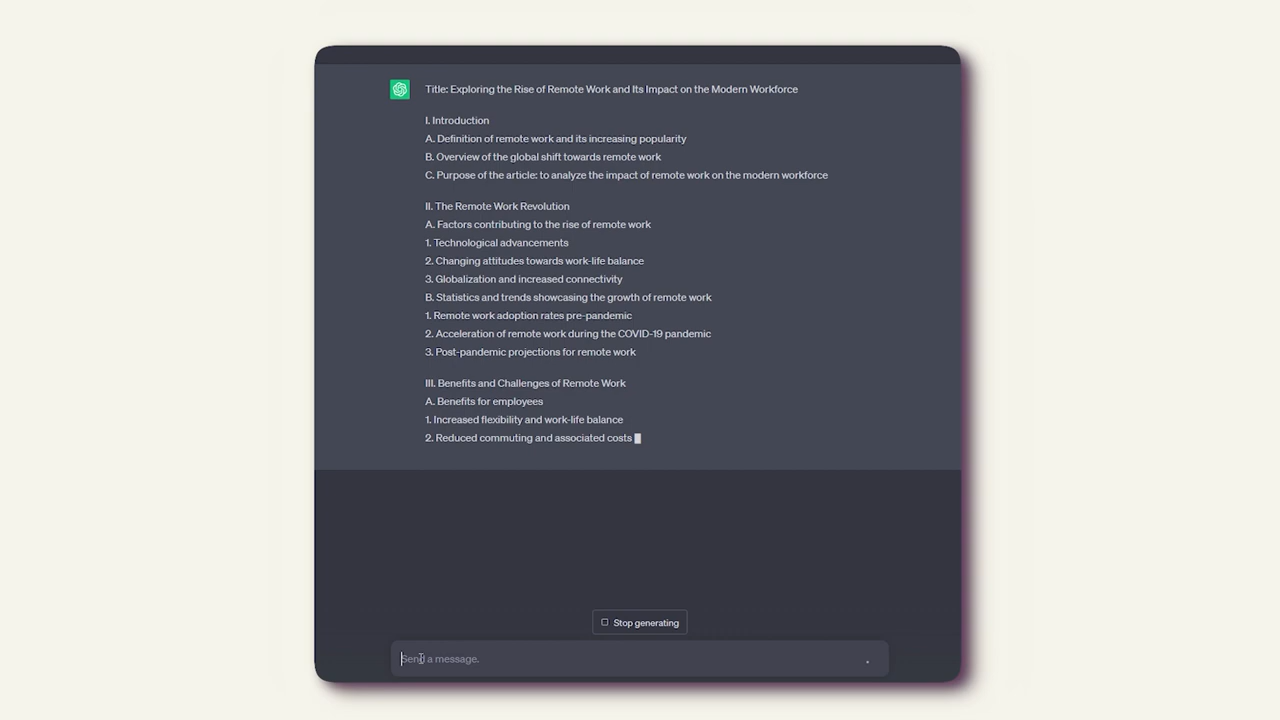 Title: Exploring the Rise of Remote Work and Its Impact on the Modern Workforce
I. Introduction
A. Definition of remote work and its increasing popularity
B. Overview of the global shift towards remote work
C. Purpose of the article: to analyze the impact of remote work on the modern workforce
II. The Remote Work Revolution
A. Factors contributing to the rise of remote work
1. Technological advancements
2. Changing attitudes towards work-life balance
3. Globalization and increased connectivity
B. Statistics and trends showcasing the growth of remote work
1. Remote work adoption rates pre-pandemic
2. Acceleration of remote work during the COVID-19 pandemic
3. Post-pandemic projections for remote work
III. Benefits and Challenges of Remote Work
A. Benefits for employees
1. Increased flexibility and work-life balance
2. Reduced commuting and associated costs
Stop generating
Send a message.